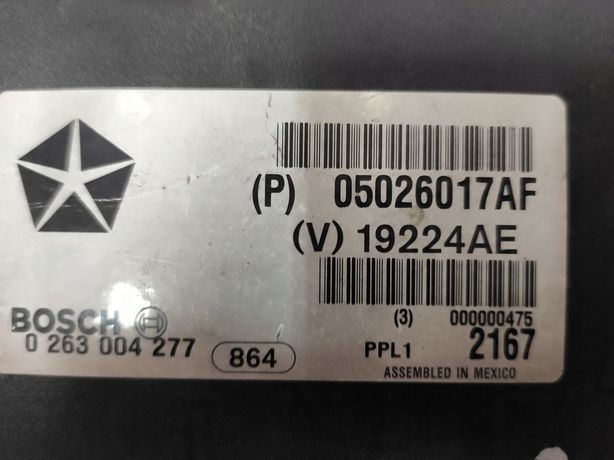 (P) 05026017AF
(V) 19224AE
(3) 000000475
BOSCH
0 263 004 277 864
PPL1 2167
ASSEMBLED IN MEXICO